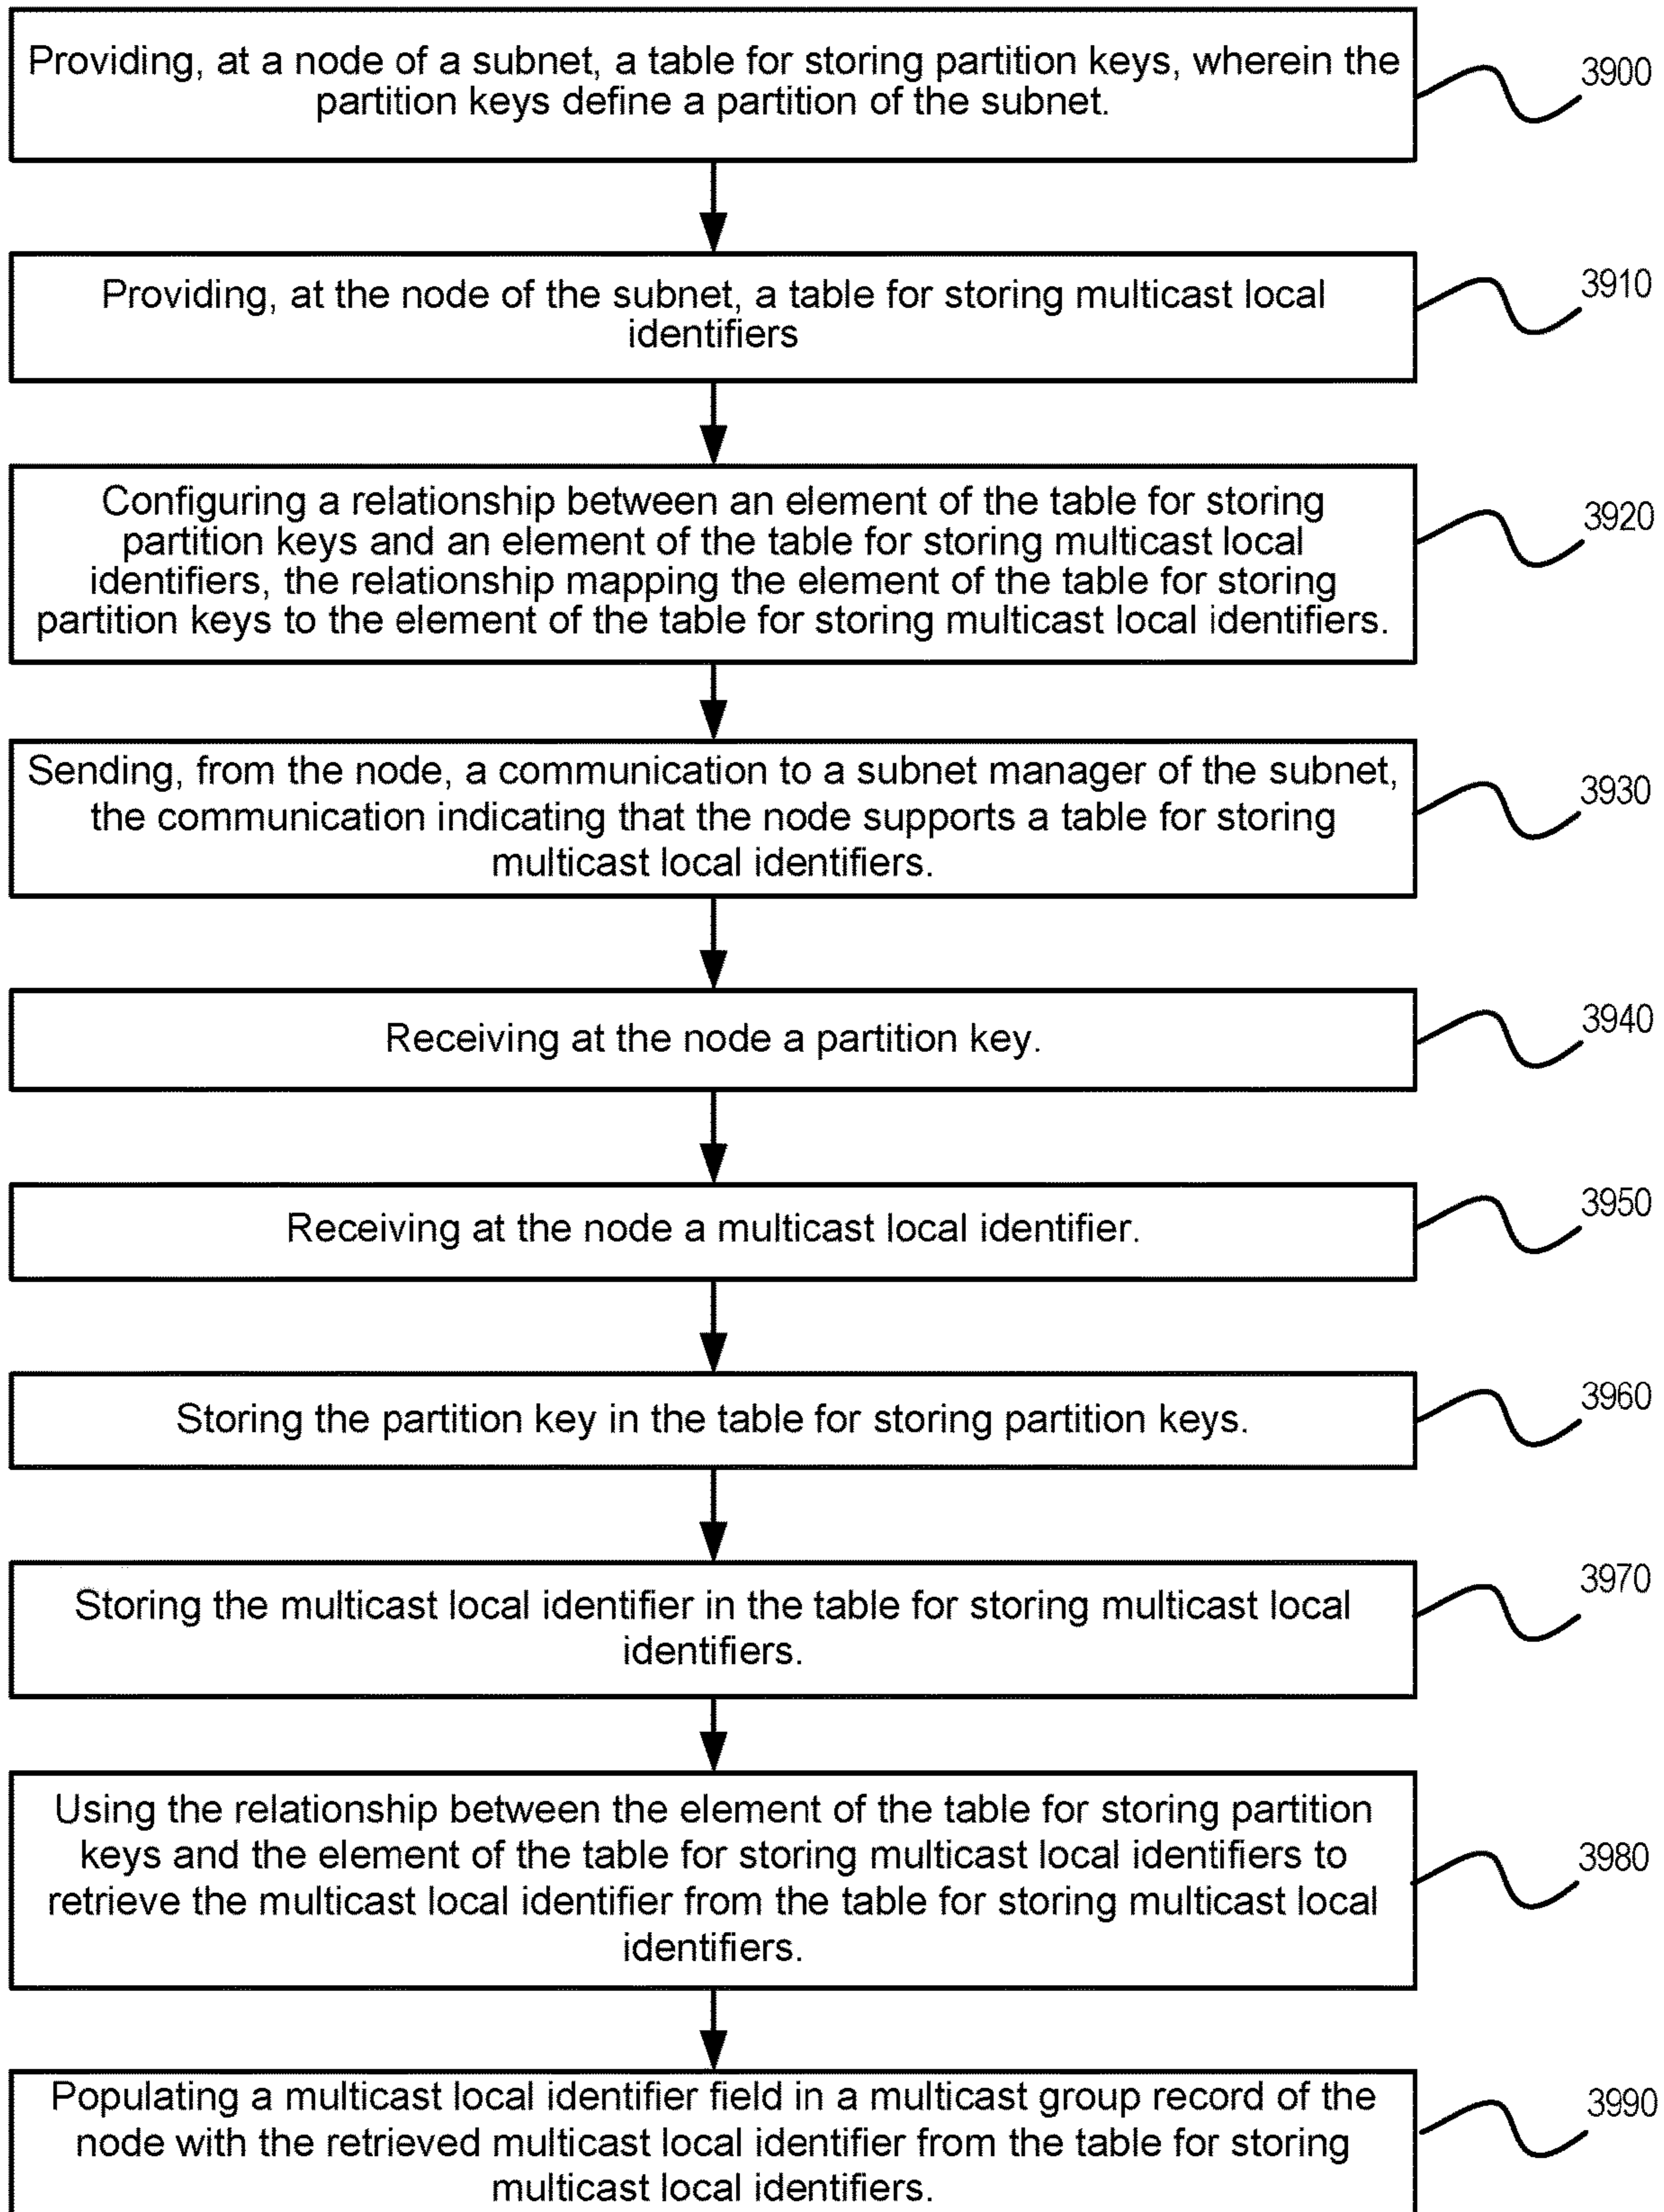 Providing, at a node of a subnet, a table for storing partition keys, wherein the
partition keys define a partition of the subnet.
3900
Providing, at the node of the subnet, a table for storing multicast local
identifiers
3910
Configuring a relationship between an element of the table for storing
partition keys and an element of the table for storing multicast local
identifiers, the relationship mapping the element of the table for storing
partition keys to the element of the table for storing multicast local identifiers.
3920
Sending, from the node, a communication to a subnet manager of the subnet,
the communication indicating that the node supports a table for storing
multicast local identifiers.
3930
Receiving at the node a partition key.
3940
Receiving at the node a multicast local identifier.
3950
Storing the partition key in the table for storing partition keys.
3960
Storing the multicast local identifier in the table for storing multicast local
identifiers.
3970
Using the relationship between the element of the table for storing partition
keys and the element of the table for storing multicast local identifiers to
retrieve the multicast local identifier from the table for storing multicast local
identifiers.
3980
Populating a multicast local identifier field in a multicast group record of the
node with the retrieved multicast local identifier from the table for storing
multicast local identifiers.
3990